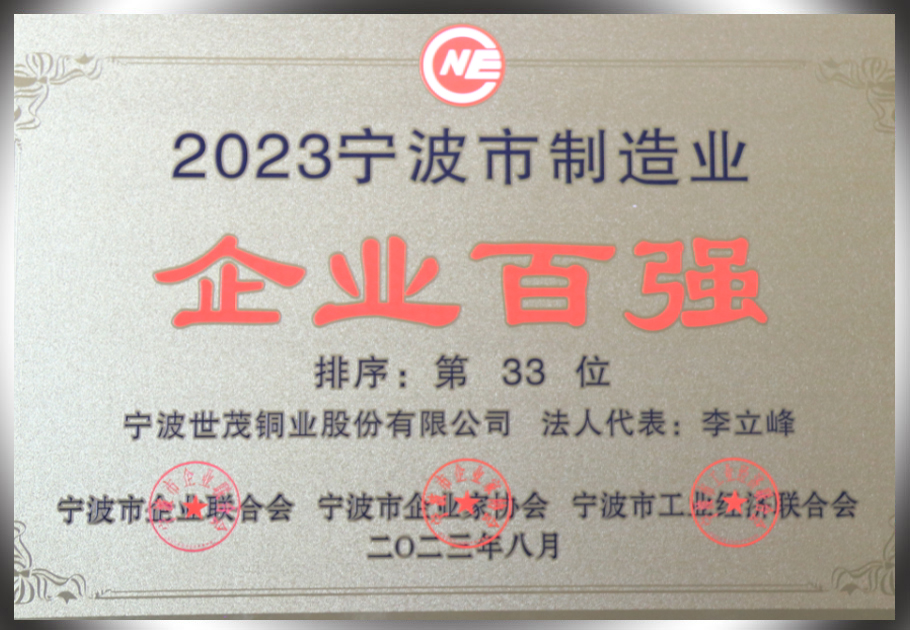 NE
2023宁波市制造业
企业百强
排序：第 33 位
宁波世茂铜业股份有限公司 法人代表：李立峰
宁波市企业联合会 宁波市企业家协会 宁波市工业经济联合会
二〇二三年八月